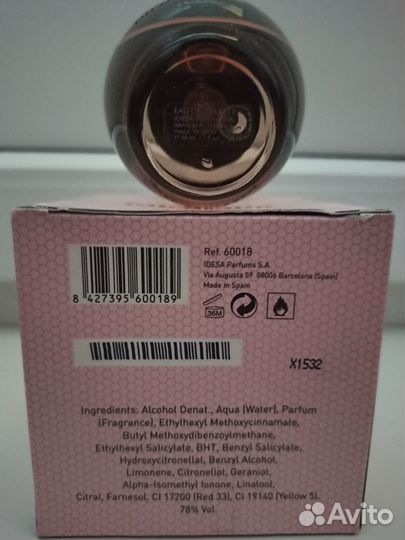 EAU DE
Ref. 60018
IDESA Parfums S.A.
Via Augusta 59 08006 Barcelona (Spain)
Made in Spain
8 427395 600189
36M
X1532
Ingredients: Alcohol Denat., Aqua (Water), Parfum
(Fragrance), Ethylhexyl Methoxycinnamate,
Butyl Methoxydibenzoylmethane,
Ethylhexyl Salicylate, BHT, Benzyl Salicylate,
Hydroxycitronellal, Benzyl Alcohol,
Limonene, Citronellol, Geraniol,
Alpha-Isomethyl Ionone, Linalool,
Citral, Farnesol, CI 17200 (Red 33), CI 19140 (Yellow 5).
78% Vol.
Avito